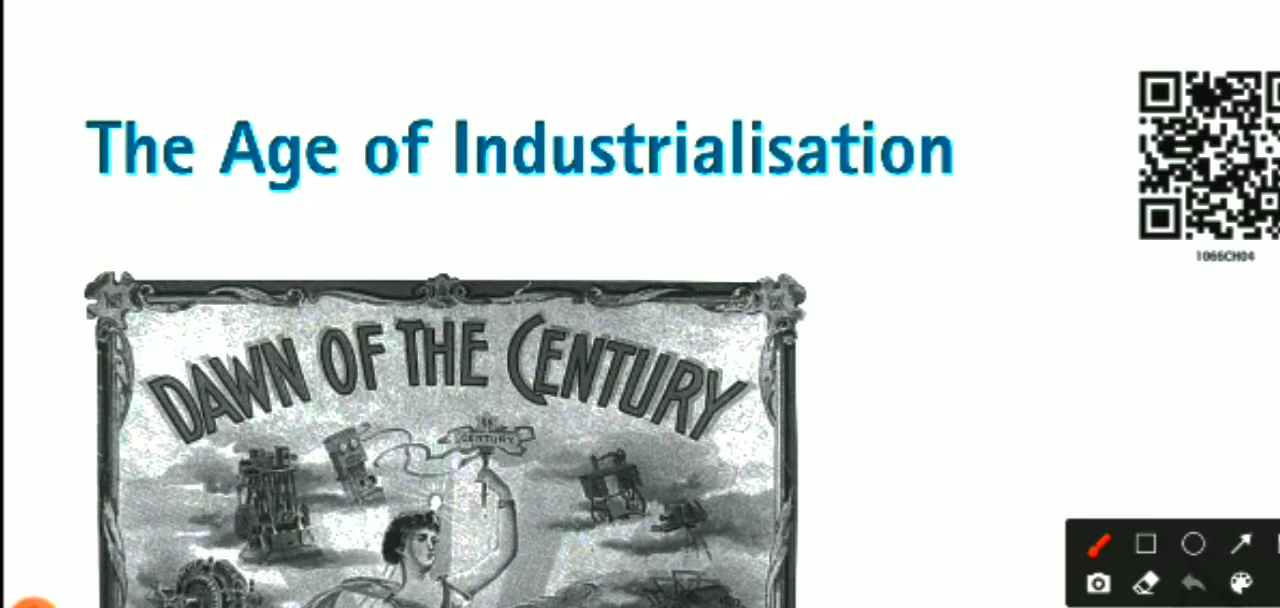 The Age of Industrialisation
1066CH04
DAWN OF THE CENTURY
CENTURY